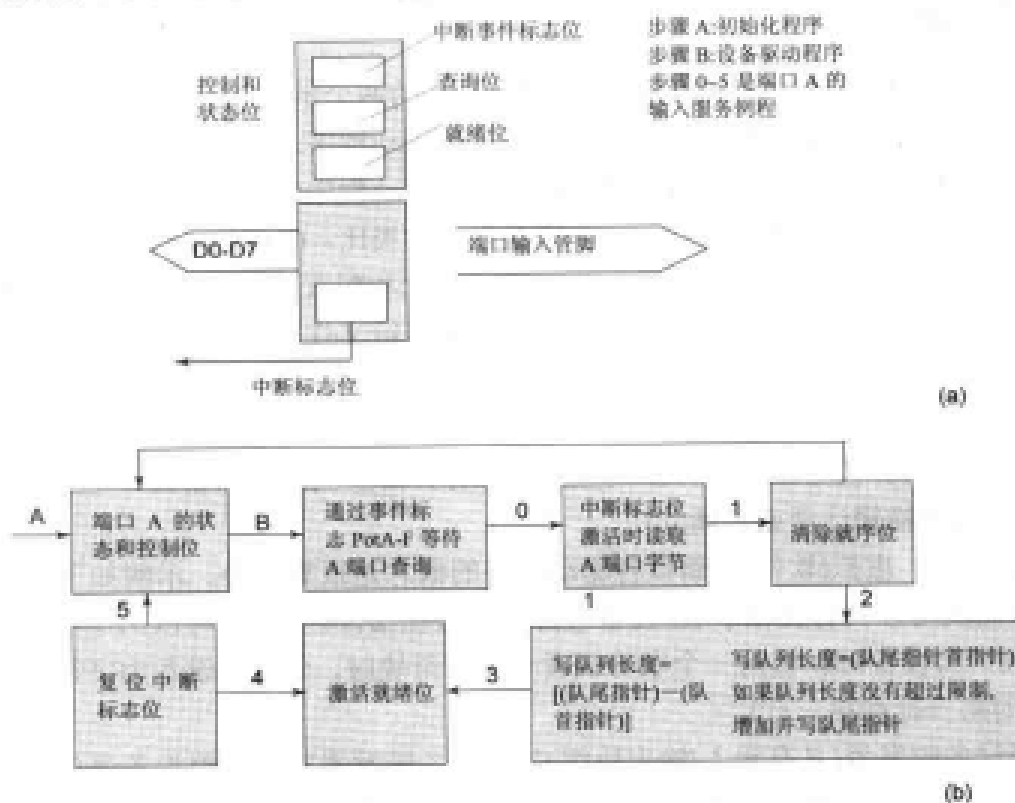 中断事件标志位
控制和
状态位
查询位
就绪位
步骤 A:初始化程序
步骤 B:设备驱动程序
步骤 0~5 是端口 A 的
输入服务例程
D0-D7
端口输入管脚
中断标志位
(a)
A
端口 A 的状
态和控制位
B
通过事件标
志 PotA-F 等待
A 端口查询
0
中断标志位
激活时读取
A 端口字节
1
清除就序位
5
1
2
复位中断
标志位
4
激活就绪位
3
写队列长度=
[(队尾指针)—(队
首指针)]
写队列长度=(队尾指针首指针)
如果队列长度没有超过限制,
增加并写队尾指针
(b)